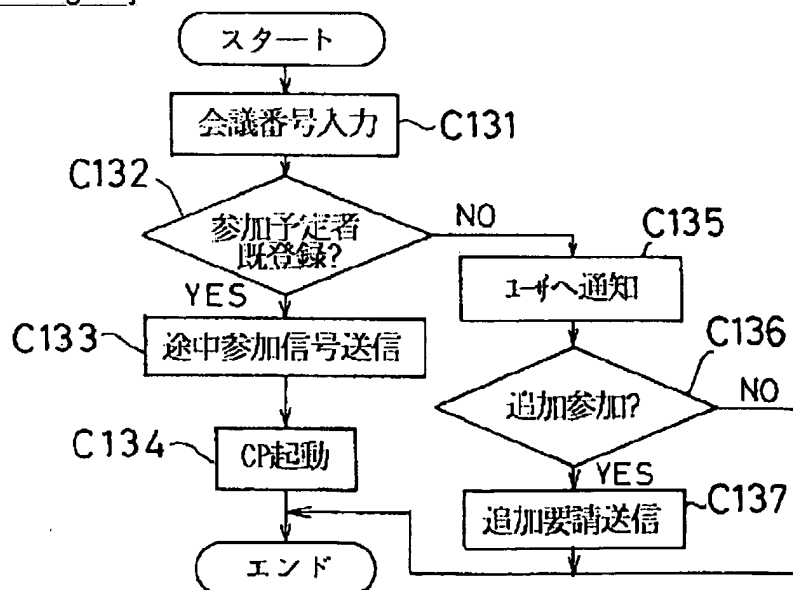 スタート
会議番号入力
C131
C132
参加予定者
既登録?
NO
YES
C133
途中参加信号送信
C134
CP起動
エンド
C135
ユーザへ通知
C136
追加参加?
NO
YES
C137
追加要請送信